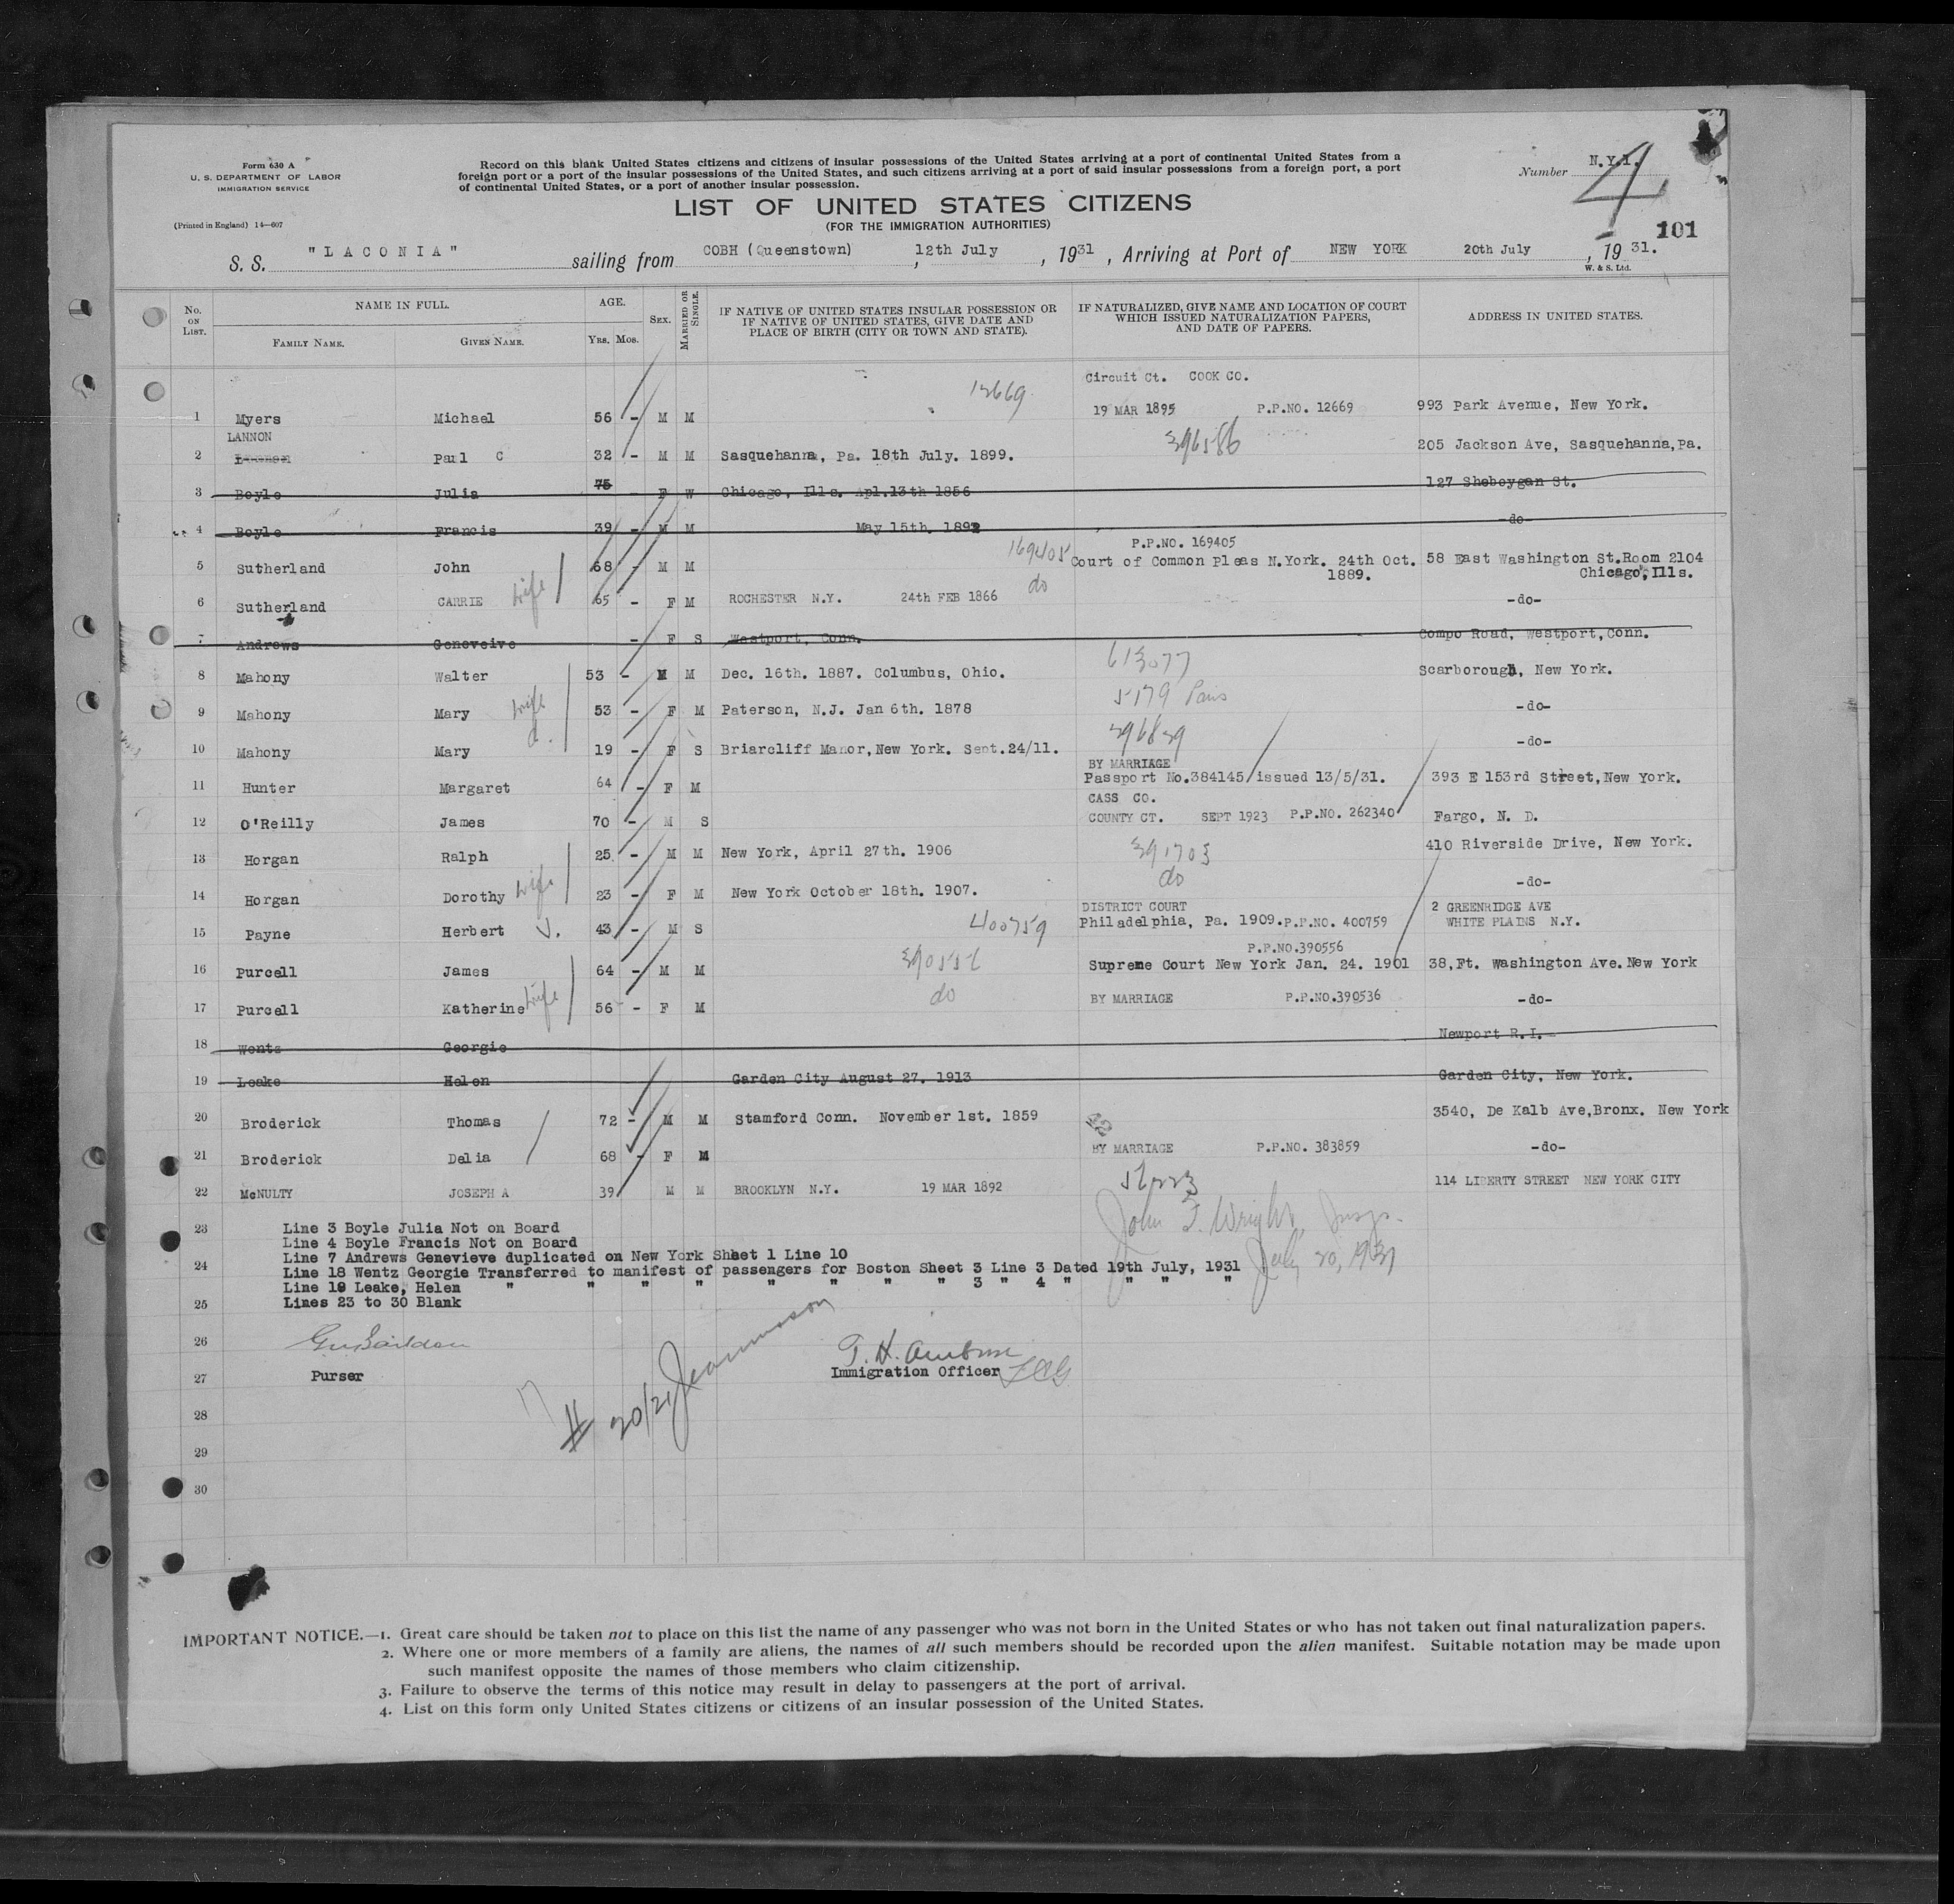 Form 630 A
U. S. DEPARTMENT OF LABOR
IMMIGRATION SERVICE
(Printed in England) 14—607
Record on this blank United States citizens and citizens of insular possessions of the United States arriving at a port of continental United States from a
foreign port or a port of the insular possessions of the United States, and such citizens arriving at a port of said insular possessions from a foreign port, a port
of continental United States, or a port of another insular possession.
N.Y.I.
Number 4
LIST OF UNITED STATES CITIZENS
(FOR THE IMMIGRATION AUTHORITIES)
101
S. S. "LACONIA" sailing from COBH (Queenstown) 12th July, 1931, Arriving at Port of NEW YORK 20th July, 1931.
W. & S. Ltd.
No. ON LIST.
NAME IN FULL.
FAMILY NAME.
GIVEN NAME.
AGE.
YRS. MOS.
SEX.
MARRIED OR SINGLE.
IF NATIVE OF UNITED STATES INSULAR POSSESSION OR
IF NATIVE OF UNITED STATES, GIVE DATE AND
PLACE OF BIRTH (CITY OR TOWN AND STATE).
IF NATURALIZED, GIVE NAME AND LOCATION OF COURT
WHICH ISSUED NATURALIZATION PAPERS,
AND DATE OF PAPERS.
ADDRESS IN UNITED STATES.
Circuit Ct. COOK CO.
12669
1 Myers Michael 56 - M M 19 MAR 1895 P.P.NO. 12669 993 Park Avenue, New York.
LANNON
396586
2 Paul C 32 - M M Sasquehanna, Pa. 18th July. 1899. 205 Jackson Ave, Sasquehanna,Pa.
3 Boyle Julia 75 - F W Chicago, Ills. Apl.13th 1856 127 Sheboygan St.
4 Boyle Francis 39 - M M May 15th. 1892 -do-
P.P.NO. 169405
169405
5 Sutherland John 68 - M M Court of Common Pleas N.York. 24th Oct. 1889. 58 East Washington St.Room 2104 Chicago, Ills.
do
6 Sutherland CARRIE wife 65 - F M ROCHESTER N.Y. 24th FEB 1866 -do-
7 Andrews Geneveive - F S Westport, Conn. Compo Road, Westport,Conn.
613077
8 Mahony Walter 53 - M M Dec. 16th. 1887. Columbus, Ohio. Scarborough, New York.
5179 Paris
9 Mahony Mary wife 53 - F M Paterson, N.J. Jan 6th. 1878 -do-
396839
10 Mahony Mary d. 19 - F S Briarcliff Manor,New York. Sept.24/11. -do-
BY MARRIAGE
11 Hunter Margaret 64 - F M Passport No.384145 issued 13/5/31. 393 E 153rd Street,New York.
CASS CO.
12 O'Reilly James 70 - M S COUNTY CT. SEPT 1923 P.P.NO. 262340 Fargo, N. D.
391703
13 Horgan Ralph 25 - M M New York, April 27th. 1906 410 Riverside Drive, New York.
do
14 Horgan Dorothy wife 23 - F M New York October 18th. 1907. -do-
DISTRICT COURT
400759
15 Payne Herbert 43 - M S Philadelphia, Pa. 1909. P.P.NO. 400759 2 GREENRIDGE AVE WHITE PLAINS N.Y.
P.P.NO.390556
16 Purcell James 64 - M M Supreme Court New York Jan. 24. 1901 38,Ft. Washington Ave.New York
do
17 Purcell Katherine wife 56 - F M BY MARRIAGE P.P.NO.390536 -do-
18 Wentz Georgie Newport R.I.
19 Leake Helen Garden City August 27. 1913 Garden City, New York.
20 Broderick Thomas 72 - M M Stamford Conn. November 1st. 1859 3540, De Kalb Ave,Bronx. New York
21 Broderick Delia 68 - F M BY MARRIAGE P.P.NO. 383859 -do-
22 McNULTY JOSEPH A 39 M M BROOKLYN N.Y. 19 MAR 1892 114 LIBERTY STREET NEW YORK CITY
John F. Wright, Insp.
July 20, 1931
23 Line 3 Boyle Julia Not on Board
Line 4 Boyle Francis Not on Board
Line 7 Andrews Genevieve duplicated on New York Sheet 1 Line 10
24 Line 18 Wentz Georgie Transferred to manifest of passengers for Boston Sheet 3 Line 3 Dated 19th July, 1931
Line 19 Leake, Helen " " " " " " " " 3 " 4 " " " "
25 Lines 23 to 30 Blank
26
27 Purser
Immigration Officer
28
29
30
IMPORTANT NOTICE.—1. Great care should be taken not to place on this list the name of any passenger who was not born in the United States or who has not taken out final naturalization papers.
2. Where one or more members of a family are aliens, the names of all such members should be recorded upon the alien manifest. Suitable notation may be made upon
such manifest opposite the names of those members who claim citizenship.
3. Failure to observe the terms of this notice may result in delay to passengers at the port of arrival.
4. List on this form only United States citizens or citizens of an insular possession of the United States.